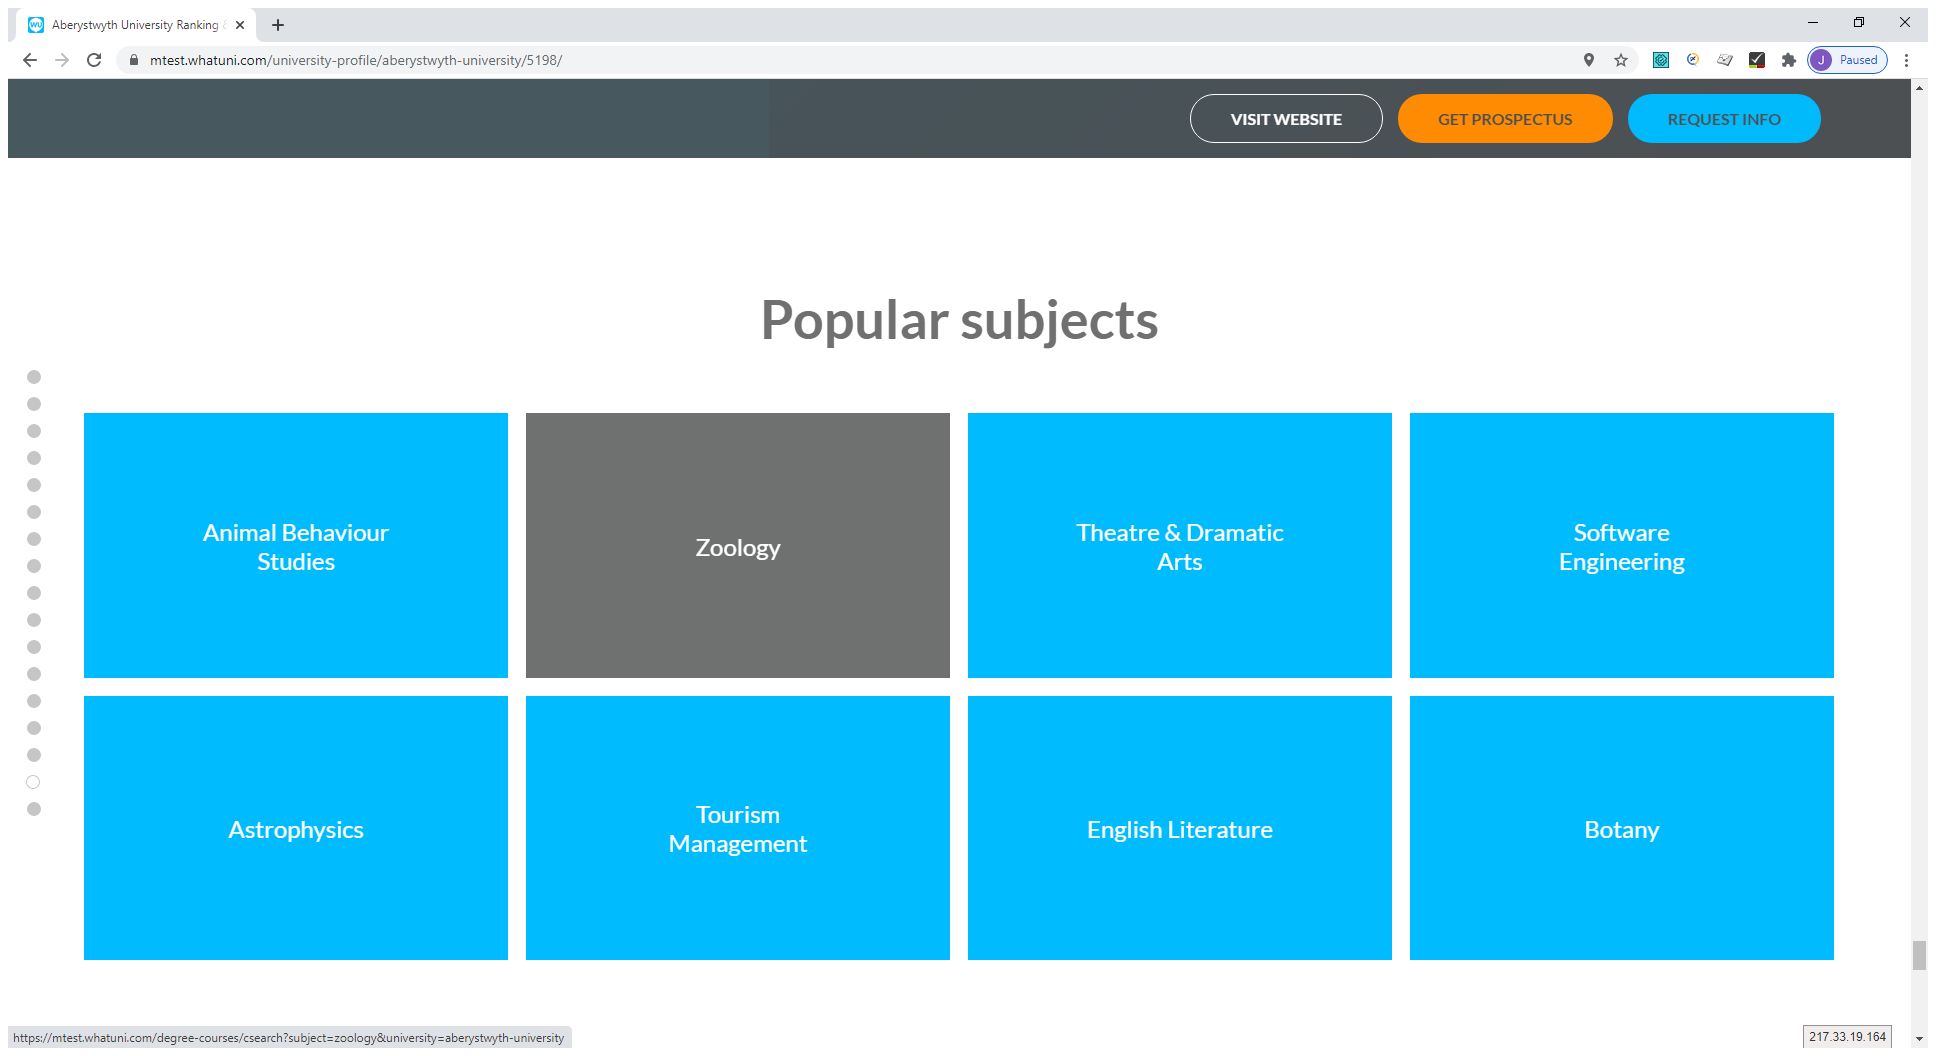 Aberystwyth University Ranking
mtest.whatuni.com/university-profile/aberystwyth-university/5198/
J Paused
VISIT WEBSITE
GET PROSPECTUS
REQUEST INFO
Popular subjects
Animal Behaviour
Studies
Zoology
Theatre & Dramatic
Arts
Software
Engineering
Astrophysics
Tourism
Management
English Literature
Botany
https://mtest.whatuni.com/degree-courses/csearch?subject=zoology&university=aberystwyth-university
217.33.19.164